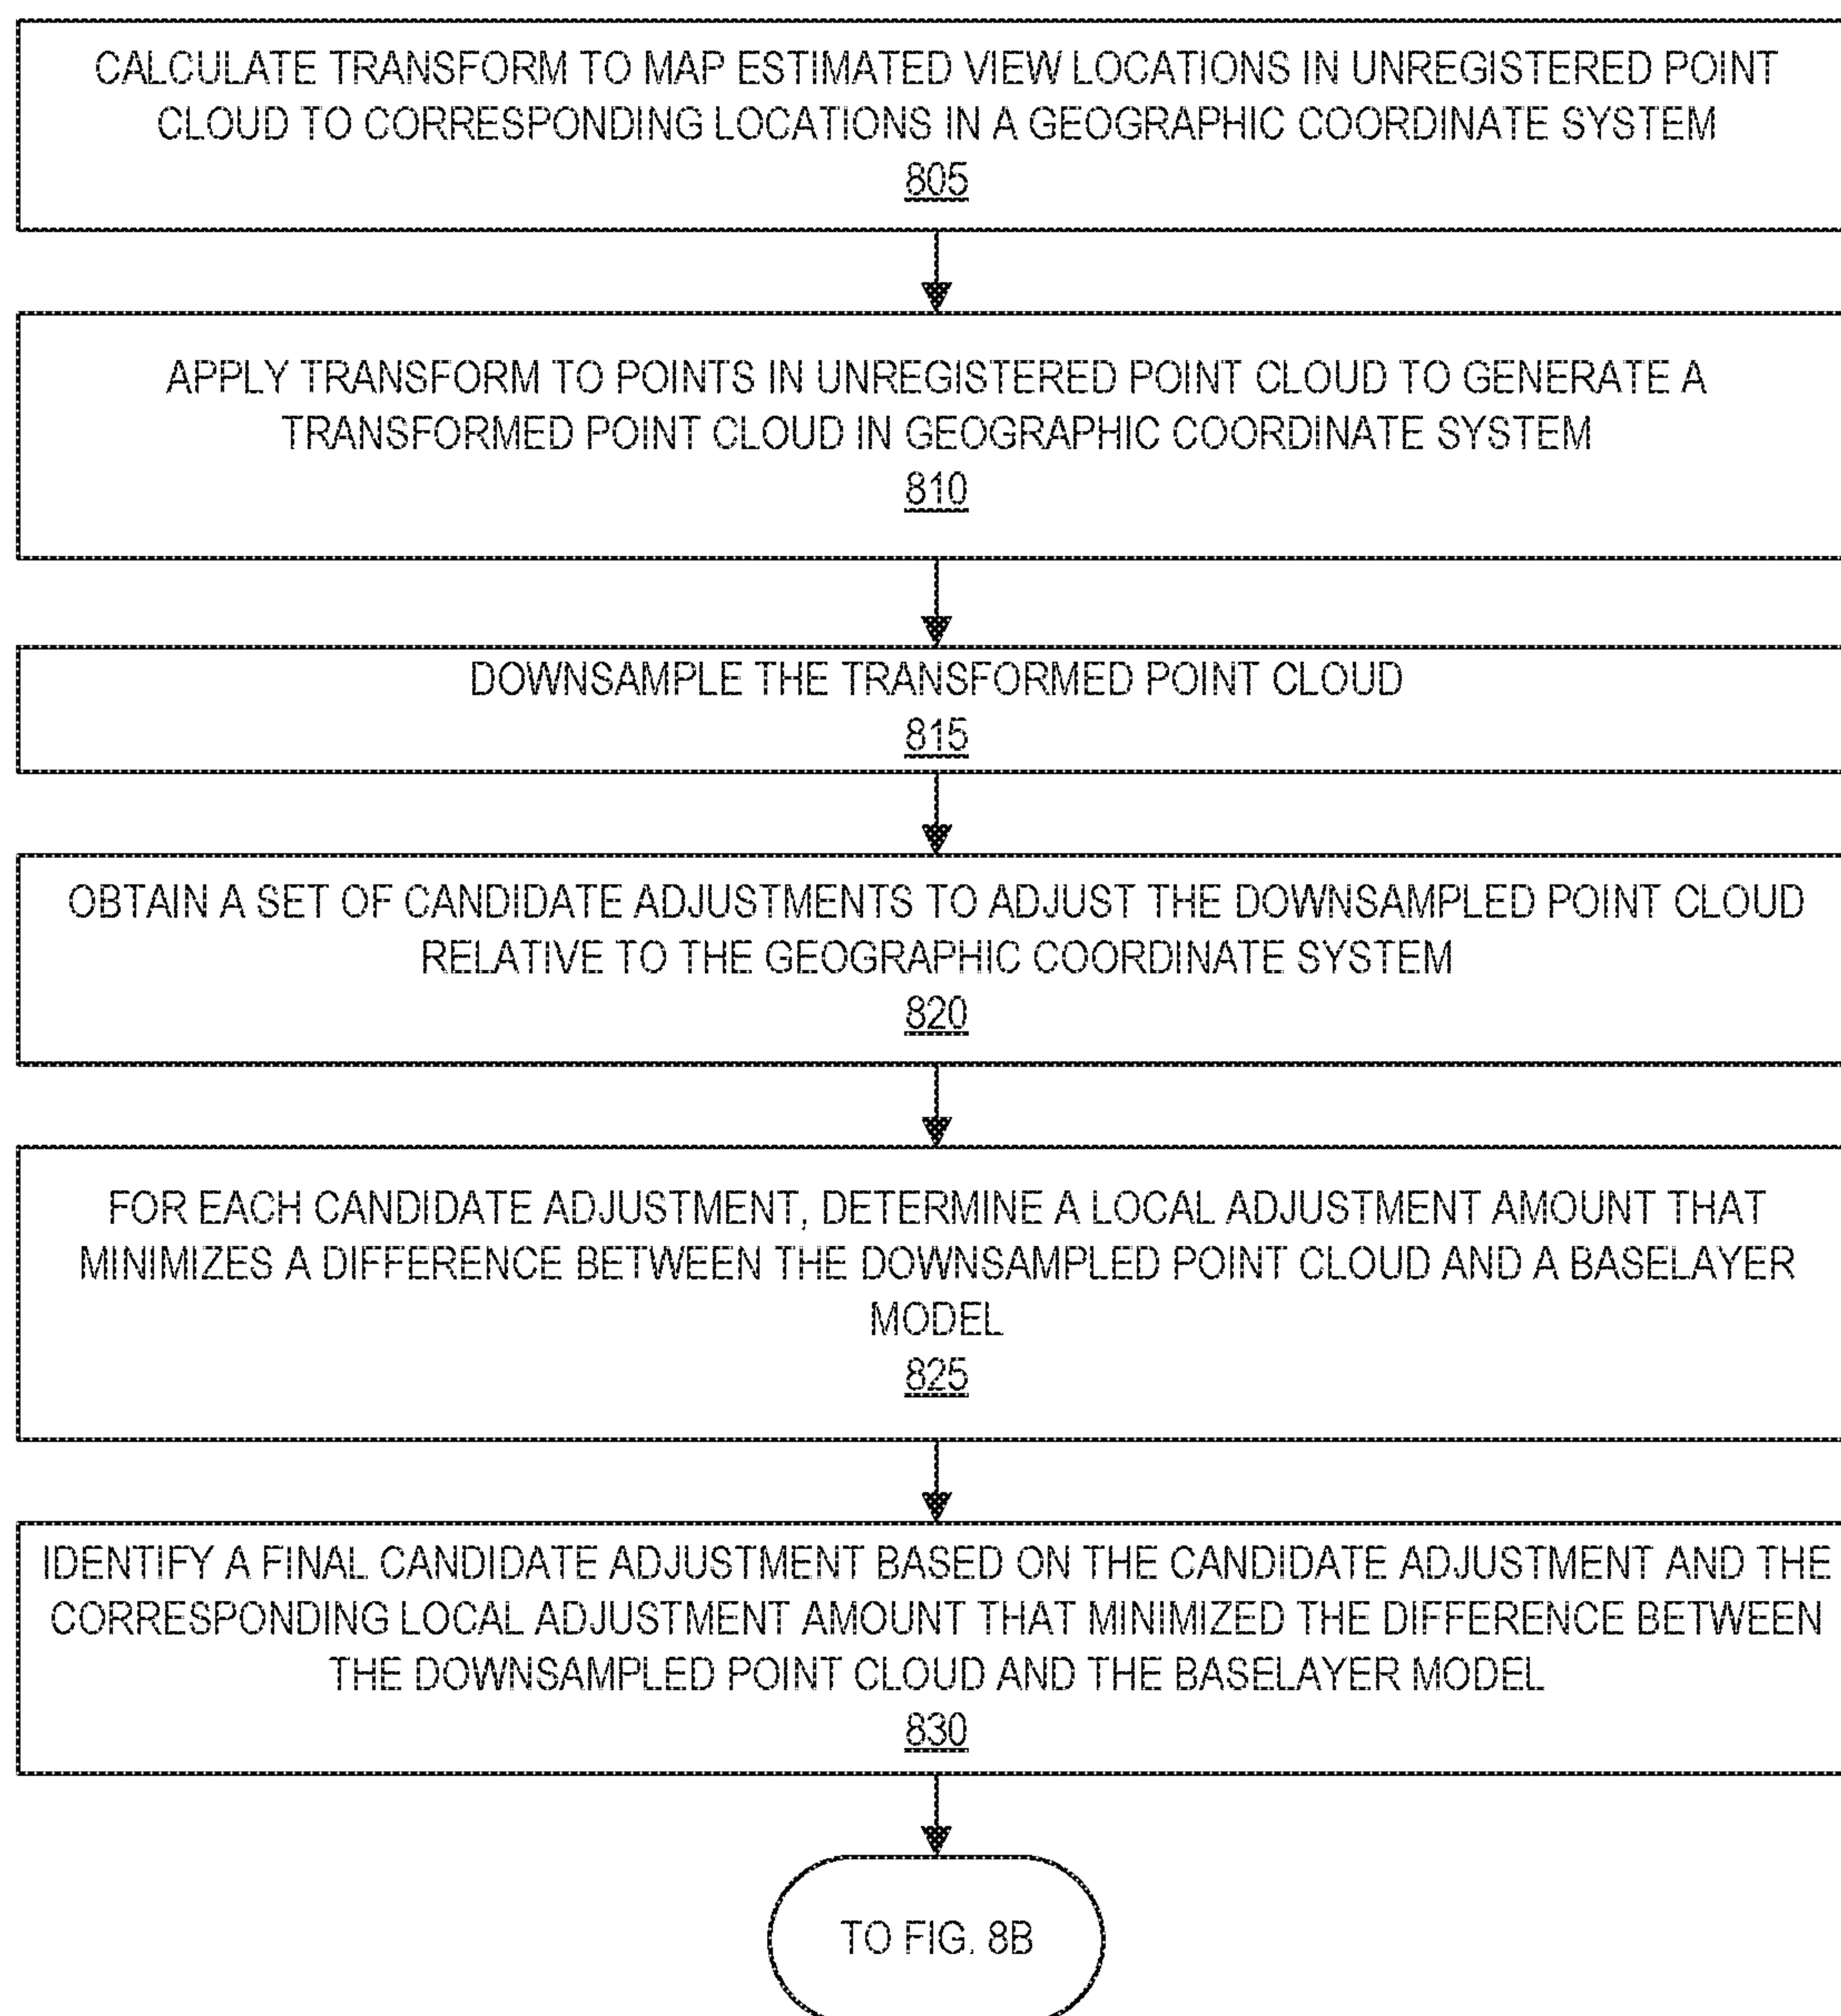 CALCULATE TRANSFORM TO MAP ESTIMATED VIEW LOCATIONS IN UNREGISTERED POINT
CLOUD TO CORRESPONDING LOCATIONS IN A GEOGRAPHIC COORDINATE SYSTEM
805
APPLY TRANSFORM TO POINTS IN UNREGISTERED POINT CLOUD TO GENERATE A
TRANSFORMED POINT CLOUD IN GEOGRAPHIC COORDINATE SYSTEM
810
DOWNSAMPLE THE TRANSFORMED POINT CLOUD
815
OBTAIN A SET OF CANDIDATE ADJUSTMENTS TO ADJUST THE DOWNSAMPLED POINT CLOUD
RELATIVE TO THE GEOGRAPHIC COORDINATE SYSTEM
820
FOR EACH CANDIDATE ADJUSTMENT, DETERMINE A LOCAL ADJUSTMENT AMOUNT THAT
MINIMIZES A DIFFERENCE BETWEEN THE DOWNSAMPLED POINT CLOUD AND A BASELAYER
MODEL
825
IDENTIFY A FINAL CANDIDATE ADJUSTMENT BASED ON THE CANDIDATE ADJUSTMENT AND THE
CORRESPONDING LOCAL ADJUSTMENT AMOUNT THAT MINIMIZED THE DIFFERENCE BETWEEN
THE DOWNSAMPLED POINT CLOUD AND THE BASELAYER MODEL
830
TO FIG. 8B